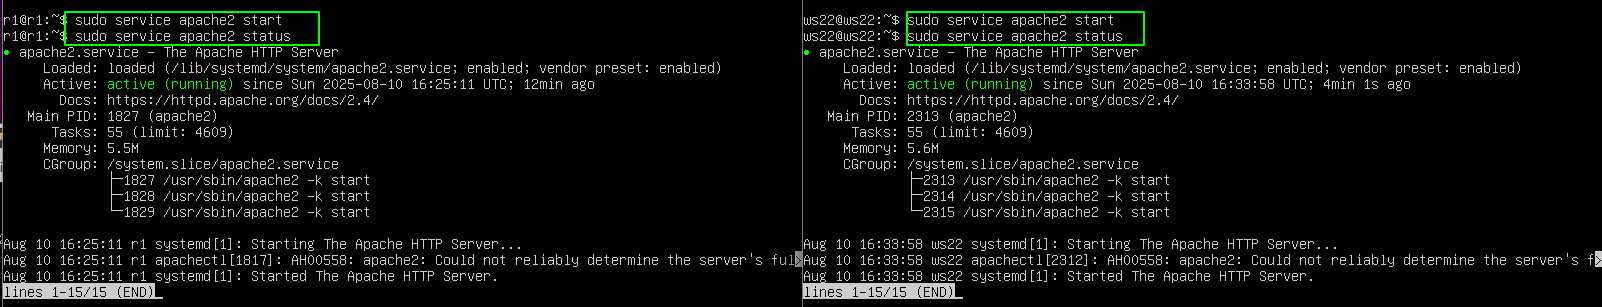 r1@r1:~$ sudo service apache2 start
r1@r1:~$ sudo service apache2 status
● apache2.service - The Apache HTTP Server
Loaded: loaded (/lib/systemd/system/apache2.service; enabled; vendor preset: enabled)
Active: active (running) since Sun 2025-08-10 16:25:11 UTC; 12min ago
Docs: https://httpd.apache.org/docs/2.4/
Main PID: 1827 (apache2)
Tasks: 55 (limit: 4609)
Memory: 5.5M
CGroup: /system.slice/apache2.service
├─1827 /usr/sbin/apache2 -k start
├─1828 /usr/sbin/apache2 -k start
└─1829 /usr/sbin/apache2 -k start
Aug 10 16:25:11 r1 systemd[1]: Starting The Apache HTTP Server...
Aug 10 16:25:11 r1 apachectl[1817]: AH00558: apache2: Could not reliably determine the server's ful>
Aug 10 16:25:11 r1 systemd[1]: Started The Apache HTTP Server.
lines 1-15/15 (END)
ws22@ws22:~$ sudo service apache2 start
ws22@ws22:~$ sudo service apache2 status
● apache2.service - The Apache HTTP Server
Loaded: loaded (/lib/systemd/system/apache2.service; enabled; vendor preset: enabled)
Active: active (running) since Sun 2025-08-10 16:33:58 UTC; 4min 1s ago
Docs: https://httpd.apache.org/docs/2.4/
Main PID: 2313 (apache2)
Tasks: 55 (limit: 4609)
Memory: 5.6M
CGroup: /system.slice/apache2.service
├─2313 /usr/sbin/apache2 -k start
├─2314 /usr/sbin/apache2 -k start
└─2315 /usr/sbin/apache2 -k start
Aug 10 16:33:58 ws22 systemd[1]: Starting The Apache HTTP Server...
Aug 10 16:33:58 ws22 apachectl[2312]: AH00558: apache2: Could not reliably determine the server's f>
Aug 10 16:33:58 ws22 systemd[1]: Started The Apache HTTP Server.
lines 1-15/15 (END)